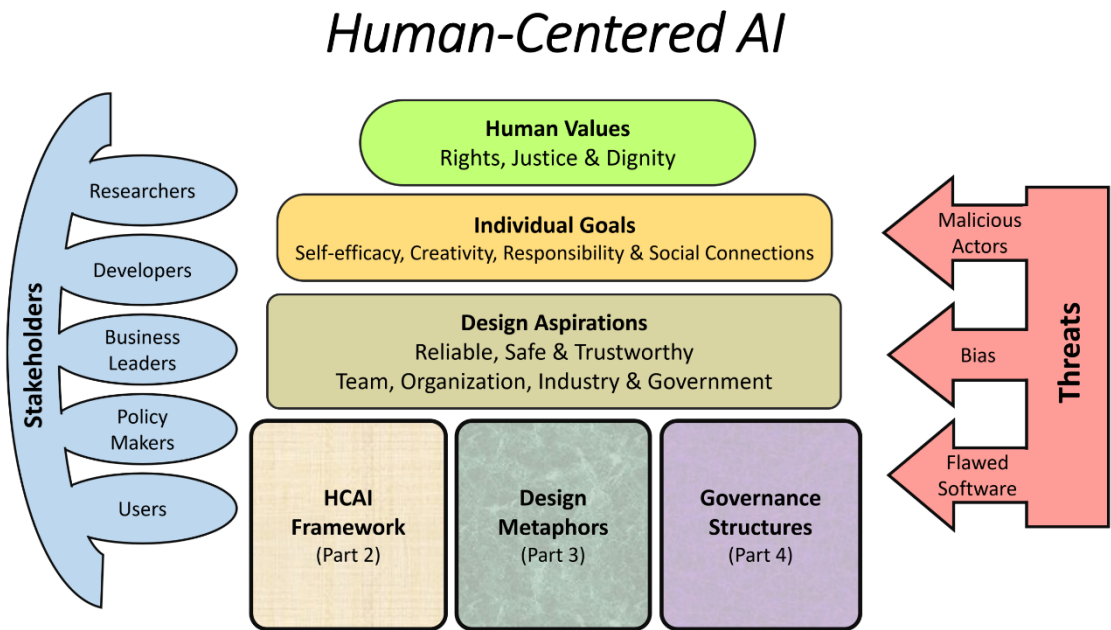 Human-Centered AI
Stakeholders
Researchers
Developers
Business
Leaders
Policy
Makers
Users
Human Values
Rights, Justice & Dignity
Individual Goals
Self-efficacy, Creativity, Responsibility & Social Connections
Design Aspirations
Reliable, Safe & Trustworthy
Team, Organization, Industry & Government
HCAI
Framework
(Part 2)
Design
Metaphors
(Part 3)
Governance
Structures
(Part 4)
Malicious
Actors
Bias
Flawed
Software
Threats